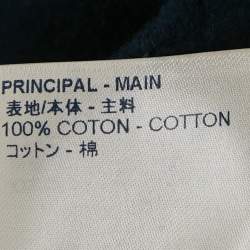 PRINCIPAL - MAIN
表地/本体 - 主料
100% COTON - COTTON
コットン - 棉